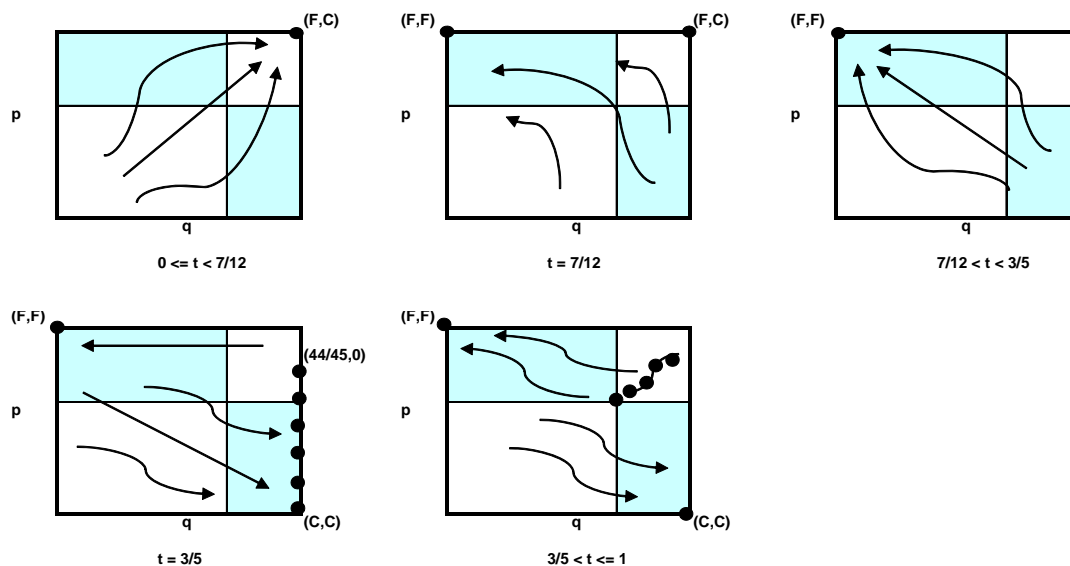 (F,C)
(F,F)
(F,C)
(F,F)
p
p
p
q
q
q
0 <= t < 7/12
t = 7/12
7/12 < t < 3/5
(F,F)
(F,F)
(44/45,0)
p
p
q
(C,C)
q
(C,C)
t = 3/5
3/5 < t <= 1